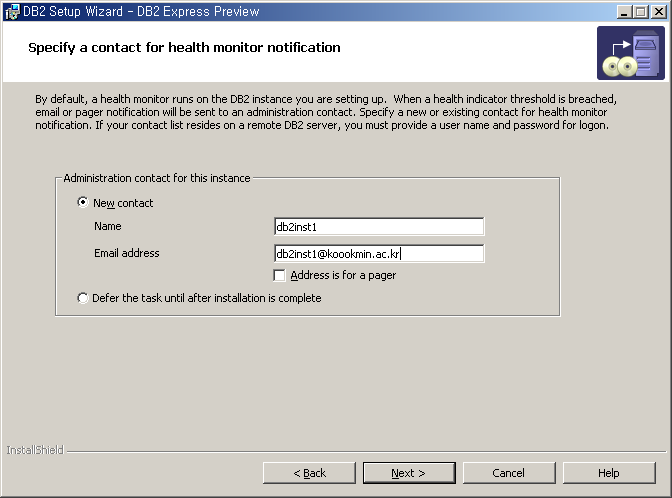 DB2 Setup Wizard - DB2 Express Preview
Specify a contact for health monitor notification
By default, a health monitor runs on the DB2 instance you are setting up. When a health indicator threshold is breached,
email or pager notification will be sent to an administration contact. Specify a new or existing contact for health monitor
notification. If your contact list resides on a remote DB2 server, you must provide a user name and password for logon.
Administration contact for this instance
New contact
Name
db2inst1
Email address
db2inst1@koookmin.ac.kr
Address is for a pager
Defer the task until after installation is complete
InstallShield
< Back
Next >
Cancel
Help